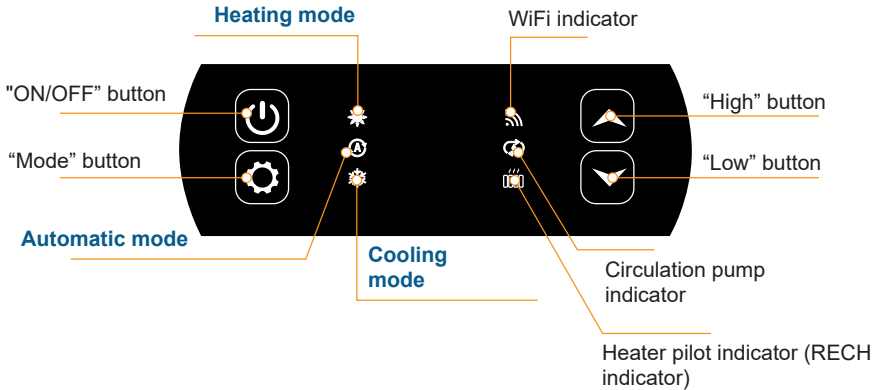 Heating mode
WiFi indicator
"ON/OFF” button
“High” button
“Mode” button
“Low” button
A
Automatic mode
Cooling
mode
Circulation pump
indicator
Heater pilot indicator (RECH
indicator)